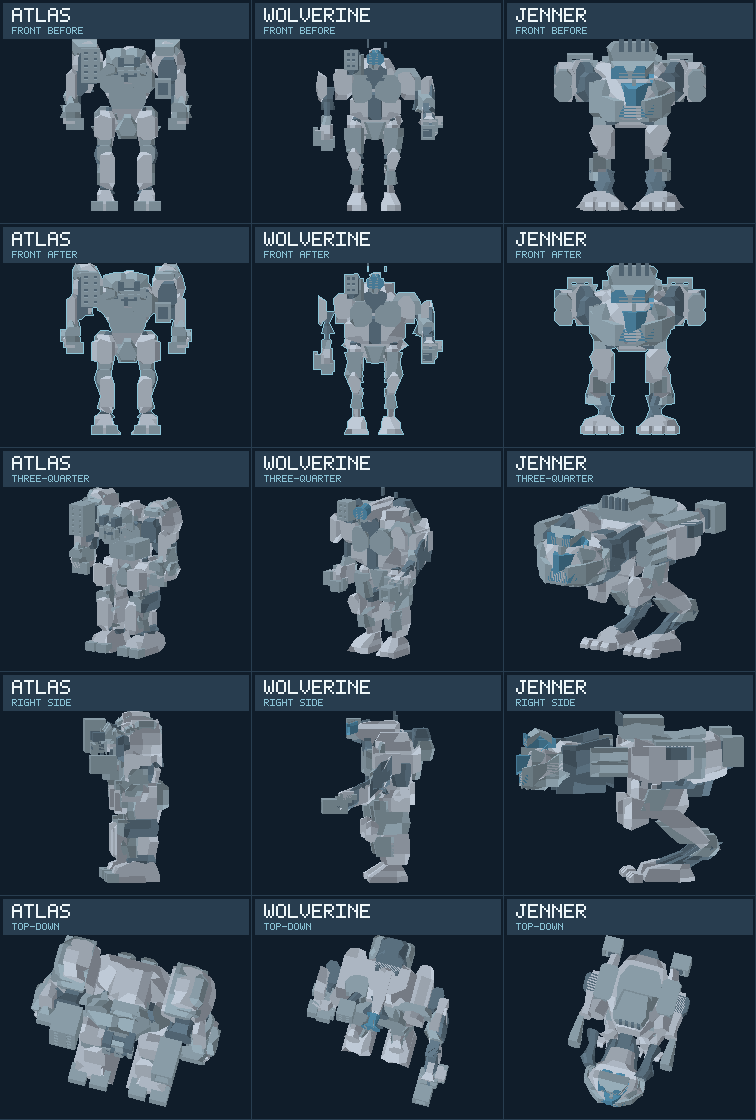 ATLAS
FRONT BEFORE
WOLVERINE
FRONT BEFORE
JENNER
FRONT BEFORE
ATLAS
FRONT AFTER
WOLVERINE
FRONT AFTER
JENNER
FRONT AFTER
ATLAS
THREE-QUARTER
WOLVERINE
THREE-QUARTER
JENNER
THREE-QUARTER
ATLAS
RIGHT SIDE
WOLVERINE
RIGHT SIDE
JENNER
RIGHT SIDE
ATLAS
TOP-DOWN
WOLVERINE
TOP-DOWN
JENNER
TOP-DOWN